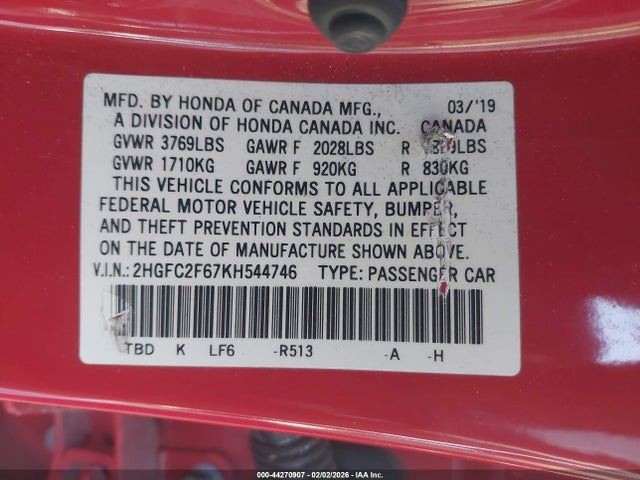 MFD. BY HONDA OF CANADA MFG., 03/'19
A DIVISION OF HONDA CANADA INC. CANADA
GVWR 3769LBS GAWR F 2028LBS R LBS
GVWR 1710KG GAWR F 920KG R 830KG
THIS VEHICLE CONFORMS TO ALL APPLICABLE
FEDERAL MOTOR VEHICLE SAFETY, BUMPER,
AND THEFT PREVENTION STANDARDS IN EFFECT
ON THE DATE OF MANUFACTURE SHOWN ABOVE.
V.I.N.: 2HGFC2F67KH544746 TYPE: PASSENGER CAR
TBD K LF6 -R513 -A -H
000-44270907 - 02/02/2026 - IAA Inc.